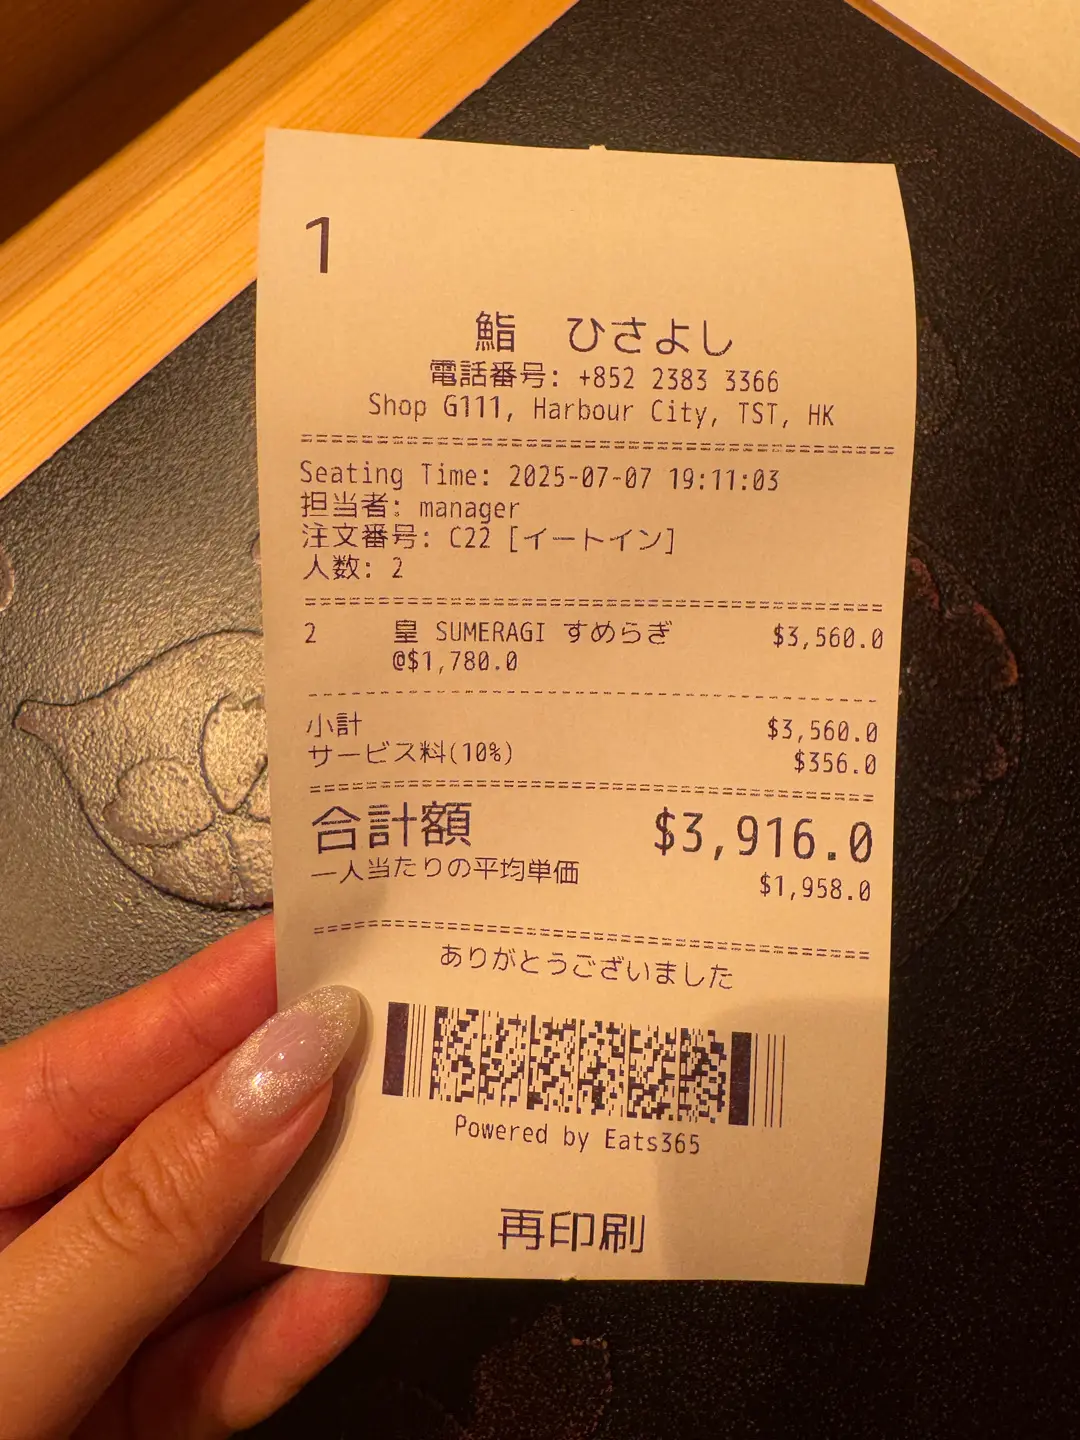 1
鮨 ひさよし
電話番号: +852 2383 3366
Shop G111, Harbour City, TST, HK
Seating Time: 2025-07-07 19:11:03
担当者: manager
注文番号: C22 [イートイン]
人数: 2
2 皇 SUMERAGI すめらぎ $3,560.0
@$1,780.0
小計 $3,560.0
サービス料(10%) $356.0
合計額 $3,916.0
一人当たりの平均単価 $1,958.0
ありがとうございました
Powered by Eats365
再印刷